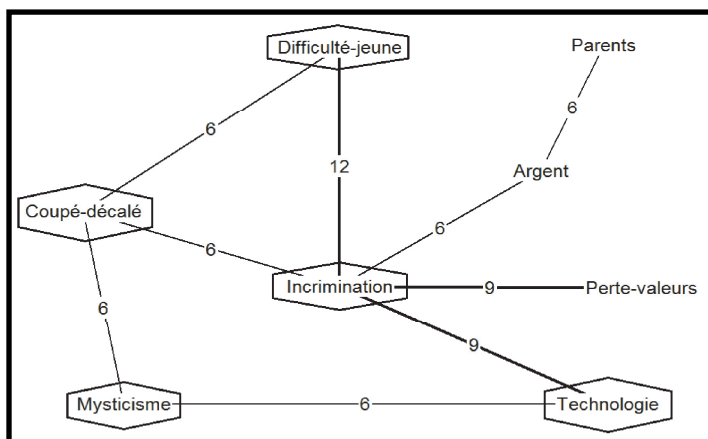 Difficulté-jeune
Parents
6
6
12
Argent
Coupé-décalé
6
6
Incrimination
9
Perte-valeurs
6
9
Mysticisme
6
Technologie